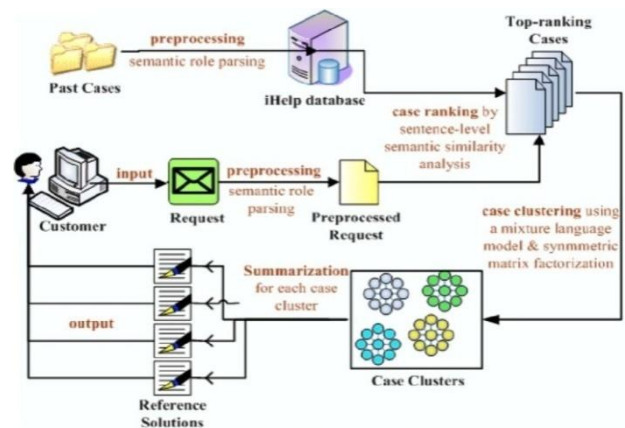 preprocessing
semantic role parsing
Past Cases
iHelp database
Top-ranking
Cases
case ranking by
sentence-level
semantic similarity
analysis
input
preprocessing
semantic role
parsing
Customer
Request
Preprocessed
Request
case clustering using
a mixture language
model & synmmetric
matrix factorization
Summarization
for each case
cluster
output
Case Clusters
Reference
Solutions